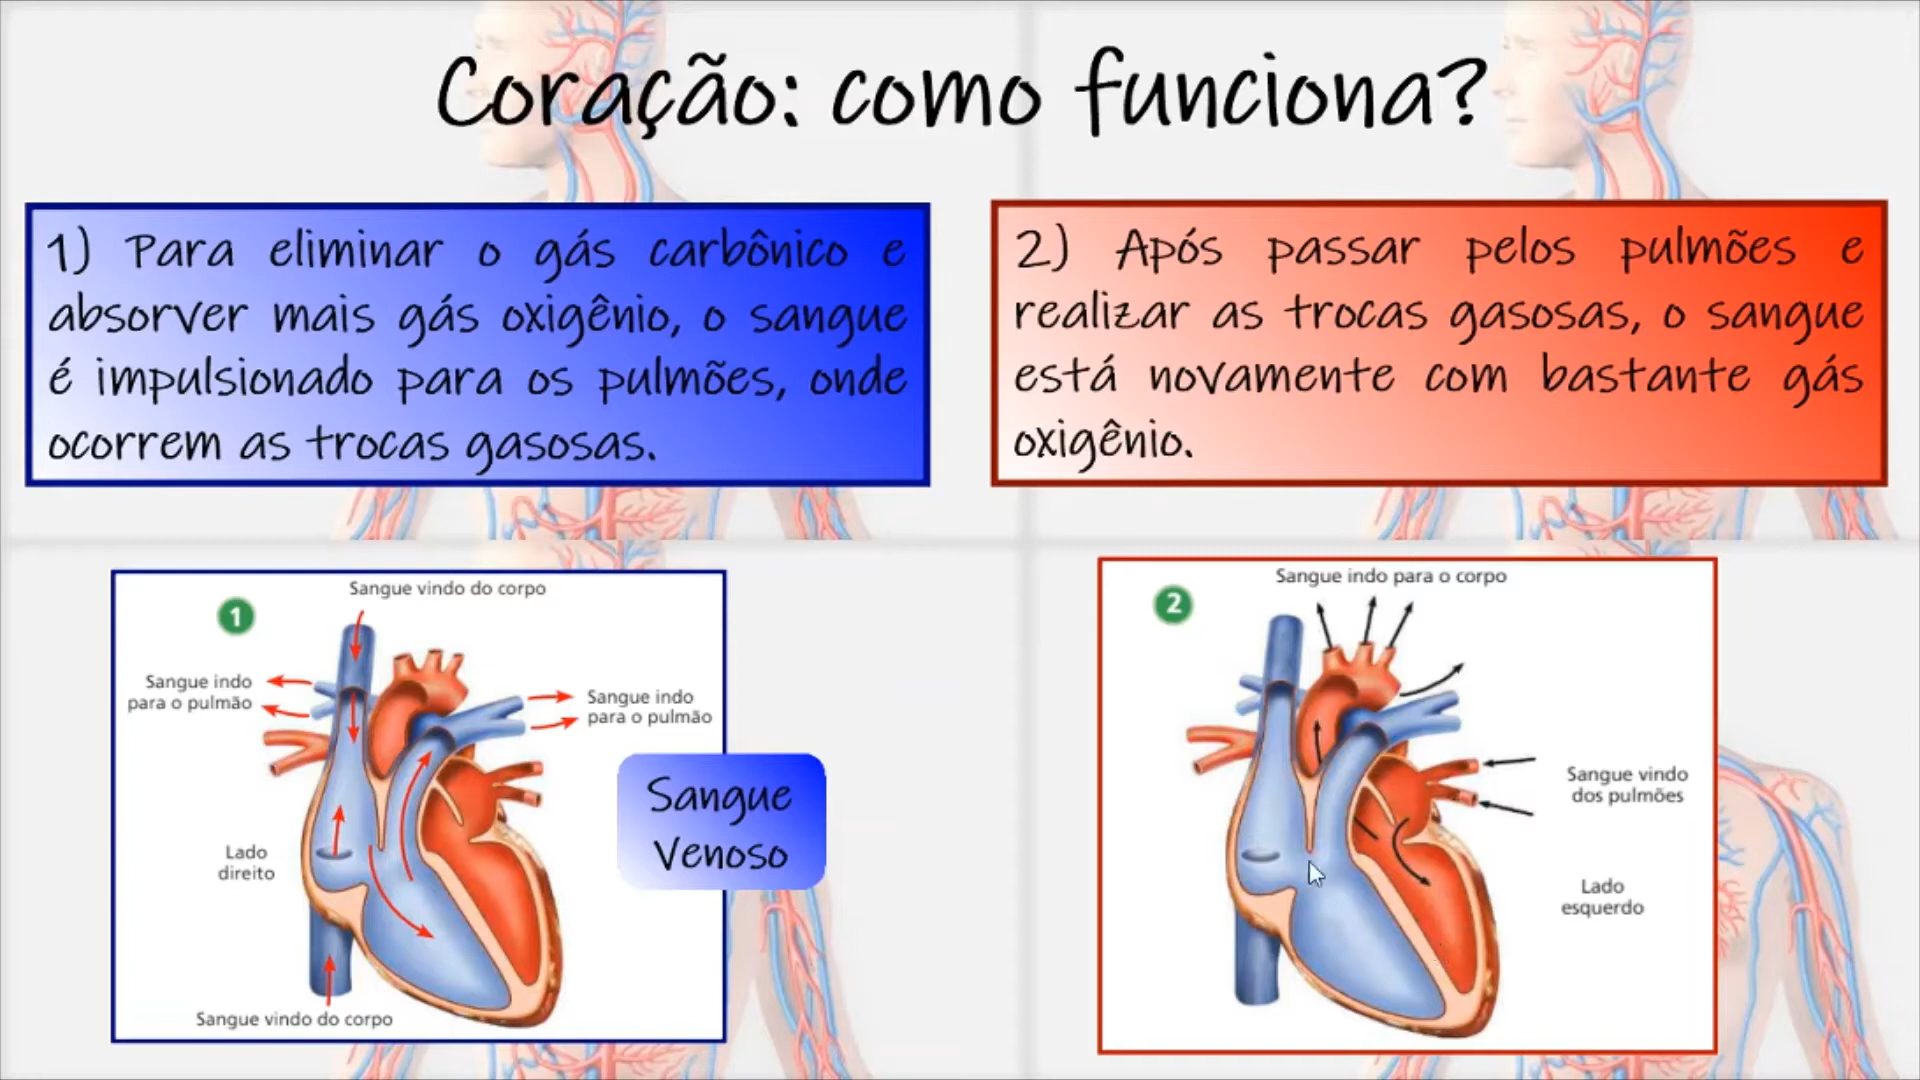 Coração: como funciona?
1) Para eliminar o gás carbônico e
absorver mais gás oxigênio, o sangue
é impulsionado para os pulmões, onde
ocorrem as trocas gasosas.
2) Após passar pelos pulmões e
realizar as trocas gasosas, o sangue
está novamente com bastante gás
oxigênio.
Sangue vindo do corpo
1
Sangue indo
para o pulmão
Sangue indo
para o pulmão
Sangue
Venoso
Lado
direito
Sangue vindo do corpo
Sangue indo para o corpo
2
Sangue vindo
dos pulmões
Lado
esquerdo